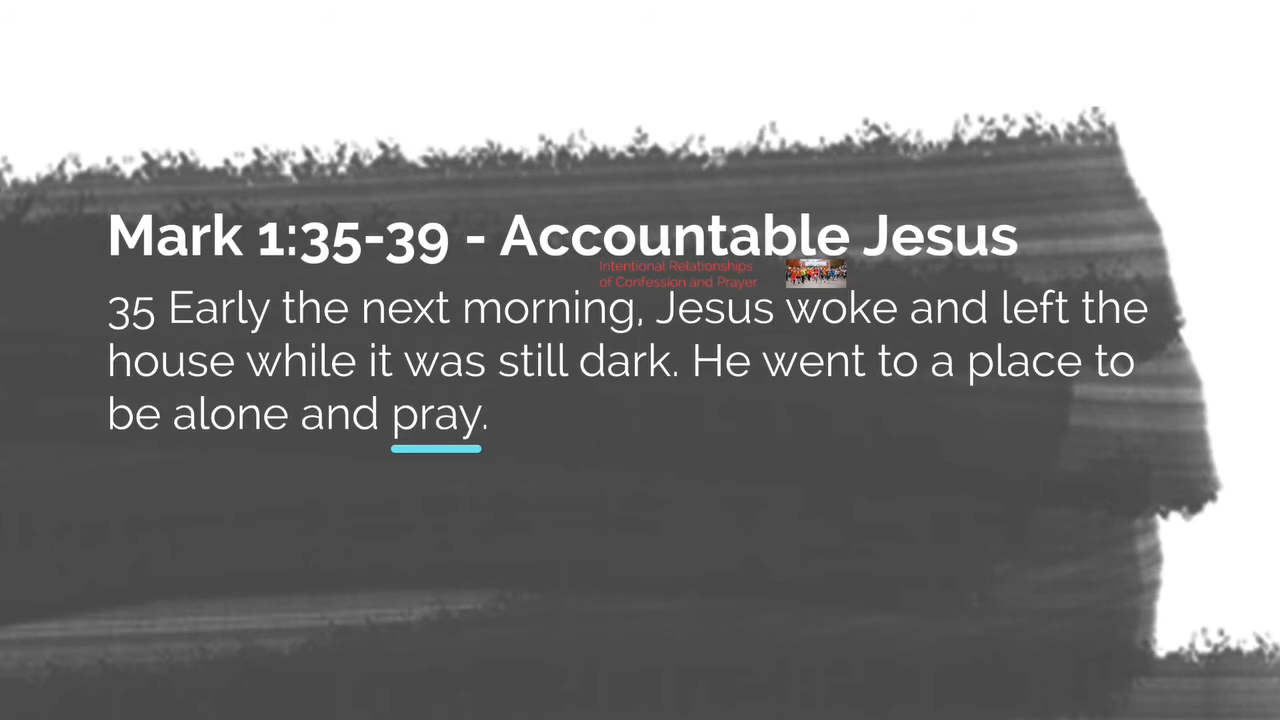 Mark 1:35-39 - Accountable Jesus
Intentional Relationships
of Confession and Prayer
35 Early the next morning, Jesus woke and left the
house while it was still dark. He went to a place to
be alone and pray.